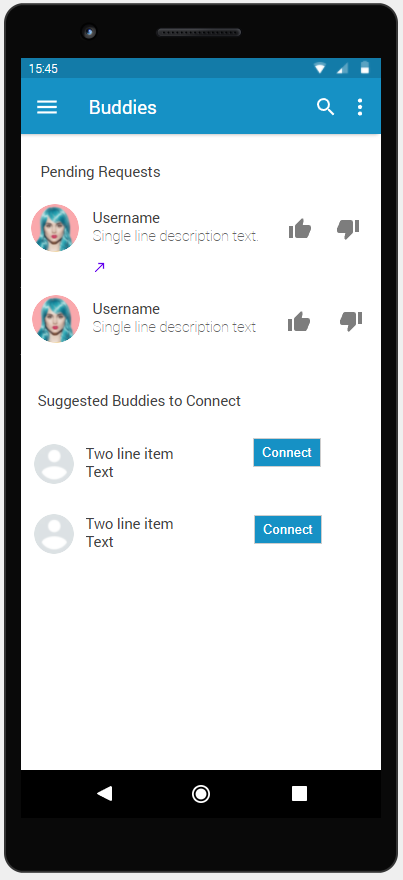 15:45
Buddies
Pending Requests
Username
Single line description text.
Username
Single line description text
Suggested Buddies to Connect
Two line item
Text
Connect
Two line item
Text
Connect